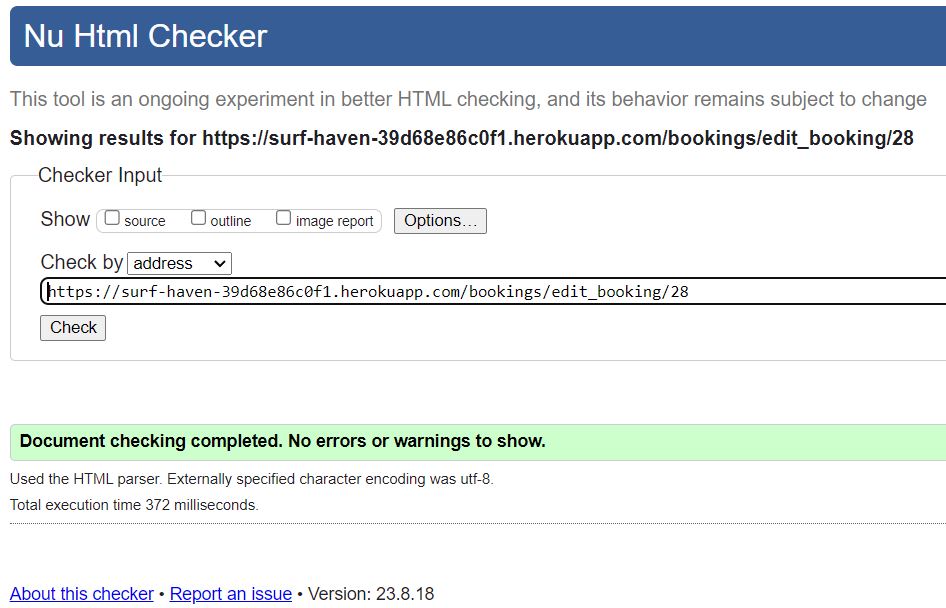 Nu Html Checker
This tool is an ongoing experiment in better HTML checking, and its behavior remains subject to change
Showing results for https://surf-haven-39d68e86c0f1.herokuapp.com/bookings/edit_booking/28
Checker Input
Show source outline image report Options...
Check by address
https://surf-haven-39d68e86c0f1.herokuapp.com/bookings/edit_booking/28
Check
Document checking completed. No errors or warnings to show.
Used the HTML parser. Externally specified character encoding was utf-8.
Total execution time 372 milliseconds.
About this checker • Report an issue • Version: 23.8.18